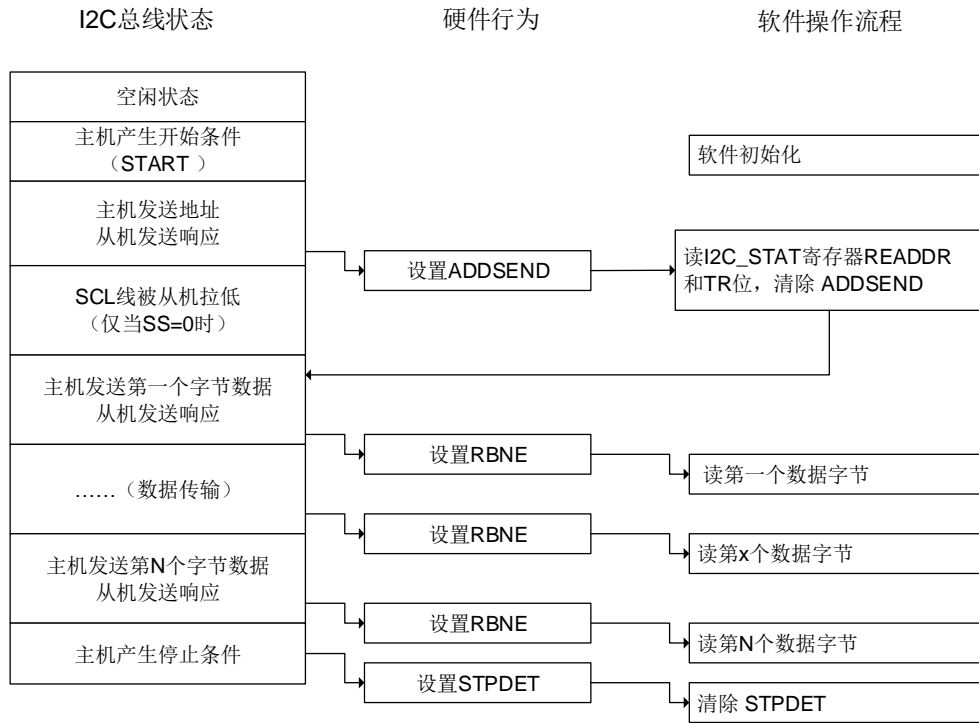 I2C总线状态
硬件行为
软件操作流程
空闲状态
主机产生开始条件
（START ）
软件初始化
主机发送地址
从机发送响应
设置ADDSEND
读I2C_STAT寄存器READDR
和TR位，清除 ADDSEND
SCL线被从机拉低
（仅当SS=0时）
主机发送第一个字节数据
从机发送响应
设置RBNE
读第一个数据字节
......（数据传输）
设置RBNE
读第x个数据字节
主机发送第N个字节数据
从机发送响应
设置RBNE
读第N个数据字节
主机产生停止条件
设置STPDET
清除 STPDET